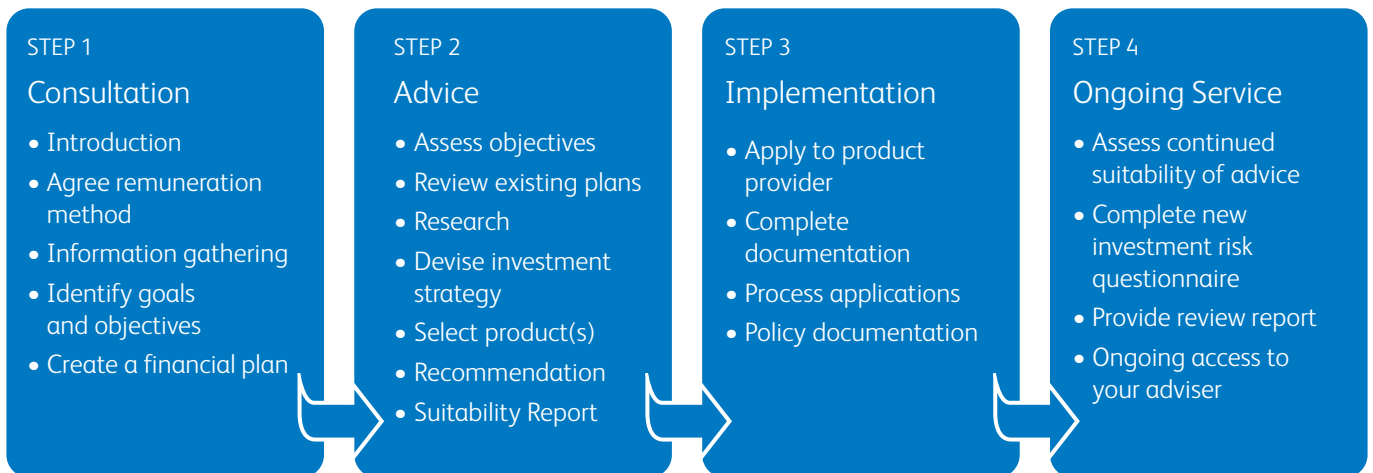 STEP 1
Consultation
• Introduction
• Agree remuneration
method
• Information gathering
• Identify goals
and objectives
• Create a financial plan
STEP 2
Advice
• Assess objectives
• Review existing plans
• Research
• Devise investment
strategy
• Select product(s)
• Recommendation
• Suitability Report
STEP 3
Implementation
• Apply to product
provider
• Complete
documentation
• Process applications
• Policy documentation
STEP 4
Ongoing Service
• Assess continued
suitability of advice
• Complete new
investment risk
questionnaire
• Provide review report
• Ongoing access to
your adviser